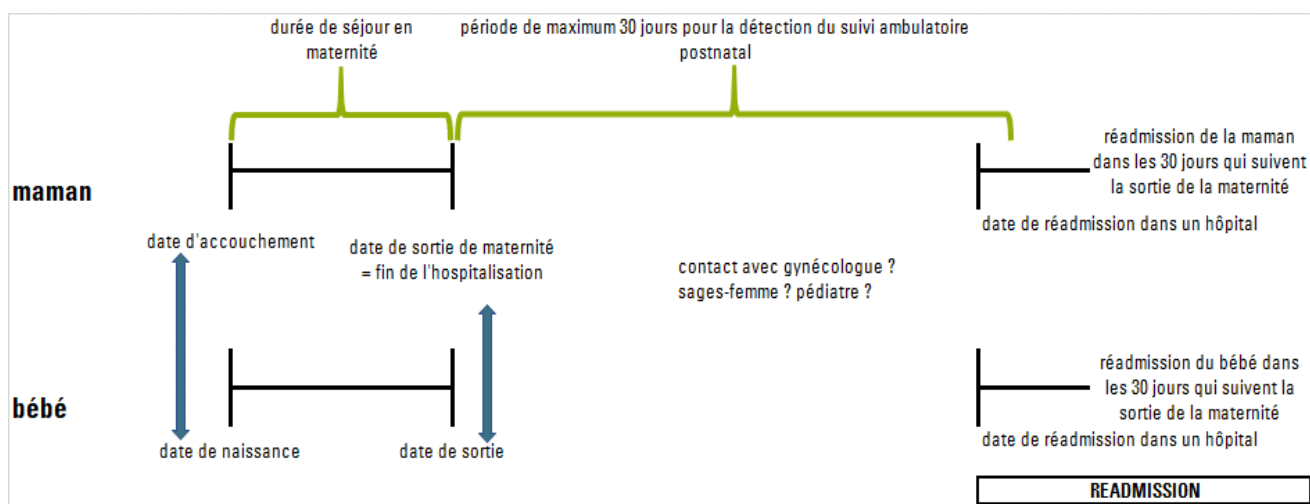 durée de séjour en
maternité
période de maximum 30 jours pour la détection du suivi ambulatoire
postnatal
maman
réadmission de la maman
dans les 30 jours qui suivent
la sortie de la maternité
date d'accouchement
date de sortie de maternité
= fin de l'hospitalisation
date de réadmission dans un hôpital
contact avec gynécologue ?
sages-femme ? pédiatre ?
bébé
réadmission du bébé dans
les 30 jours qui suivent la
sortie de la maternité
date de naissance
date de sortie
date de réadmission dans un hôpital
READMISSION